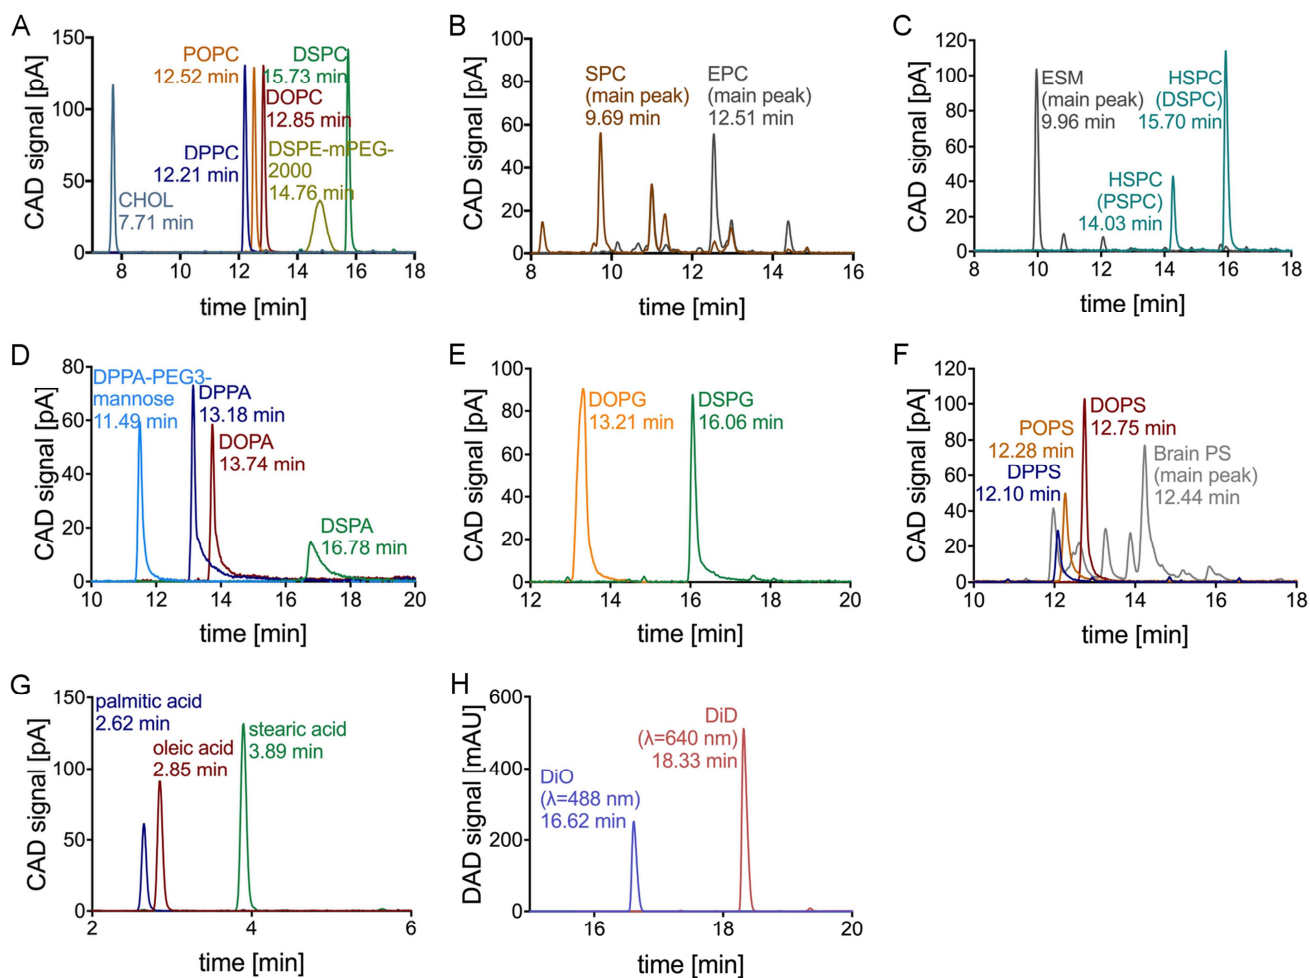 A
CAD signal [pA]
150
100
50
0
8
10
12
14
16
18
time [min]
CHOL
7.71 min
DPPC
12.21 min
POPC
12.52 min
DSPC
15.73 min
DOPC
12.85 min
DSPE-mPEG-
2000
14.76 min
B
CAD signal [pA]
100
80
60
40
20
0
8
10
12
14
16
time [min]
SPC
(main peak)
9.69 min
EPC
(main peak)
12.51 min
C
CAD signal [pA]
120
100
80
60
40
20
0
8
10
12
14
16
18
time [min]
ESM
(main peak)
9.96 min
HSPC
(DSPC)
15.70 min
HSPC
(PSPC)
14.03 min
D
CAD signal [pA]
80
60
40
20
0
10
12
14
16
18
20
time [min]
DPPA-PEG3-
mannose
11.49 min
DPPA
13.18 min
DOPA
13.74 min
DSPA
16.78 min
E
CAD signal [pA]
100
80
60
40
20
0
12
14
16
18
20
time [min]
DOPG
13.21 min
DSPG
16.06 min
F
CAD signal [pA]
120
100
80
60
40
20
0
10
12
14
16
18
time [min]
POPS
12.28 min
DPPS
12.10 min
DOPS
12.75 min
Brain PS
(main peak)
12.44 min
G
CAD signal [pA]
150
100
50
0
2
4
6
time [min]
palmitic acid
2.62 min
oleic acid
2.85 min
stearic acid
3.89 min
H
DAD signal [mAU]
600
400
200
0
16
18
20
time [min]
DiO
(λ=488 nm)
16.62 min
DiD
(λ=640 nm)
18.33 min